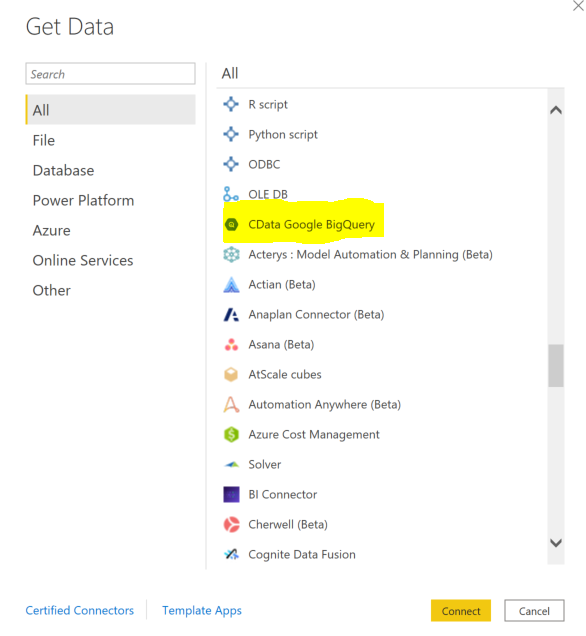 Get Data
Search
All
File
Database
Power Platform
Azure
Online Services
Other
All
R script
Python script
ODBC
OLE DB
CData Google BigQuery
Acterys : Model Automation & Planning (Beta)
Actian (Beta)
Anaplan Connector (Beta)
Asana (Beta)
AtScale cubes
Automation Anywhere (Beta)
Azure Cost Management
Solver
BI Connector
Cherwell (Beta)
Cognite Data Fusion
Certified Connectors
Template Apps
Connect
Cancel